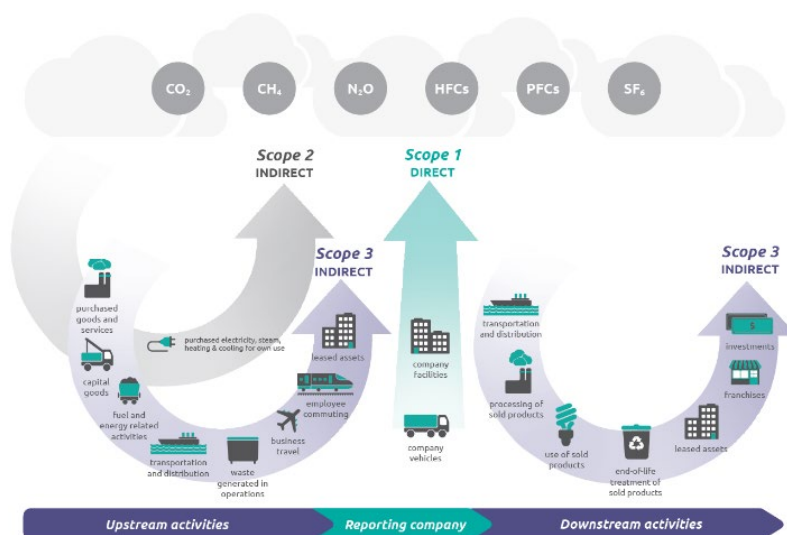 CO₂
CH₄
N₂O
HFCs
PFCs
SF₆
Scope 2
INDIRECT
Scope 1
DIRECT
Scope 3
INDIRECT
Scope 3
INDIRECT
purchased
goods and
services
capital
goods
fuel and
energy related
activities
purchased electricity, steam,
heating & cooling for own use
transportation
and distribution
waste
generated in
operations
business
travel
employee
commuting
leased assets
company
facilities
company
vehicles
transportation
and distribution
processing of
sold products
use of sold
products
end-of-life
treatment of
sold products
leased assets
franchises
$
investments
Upstream activities
Reporting company
Downstream activities